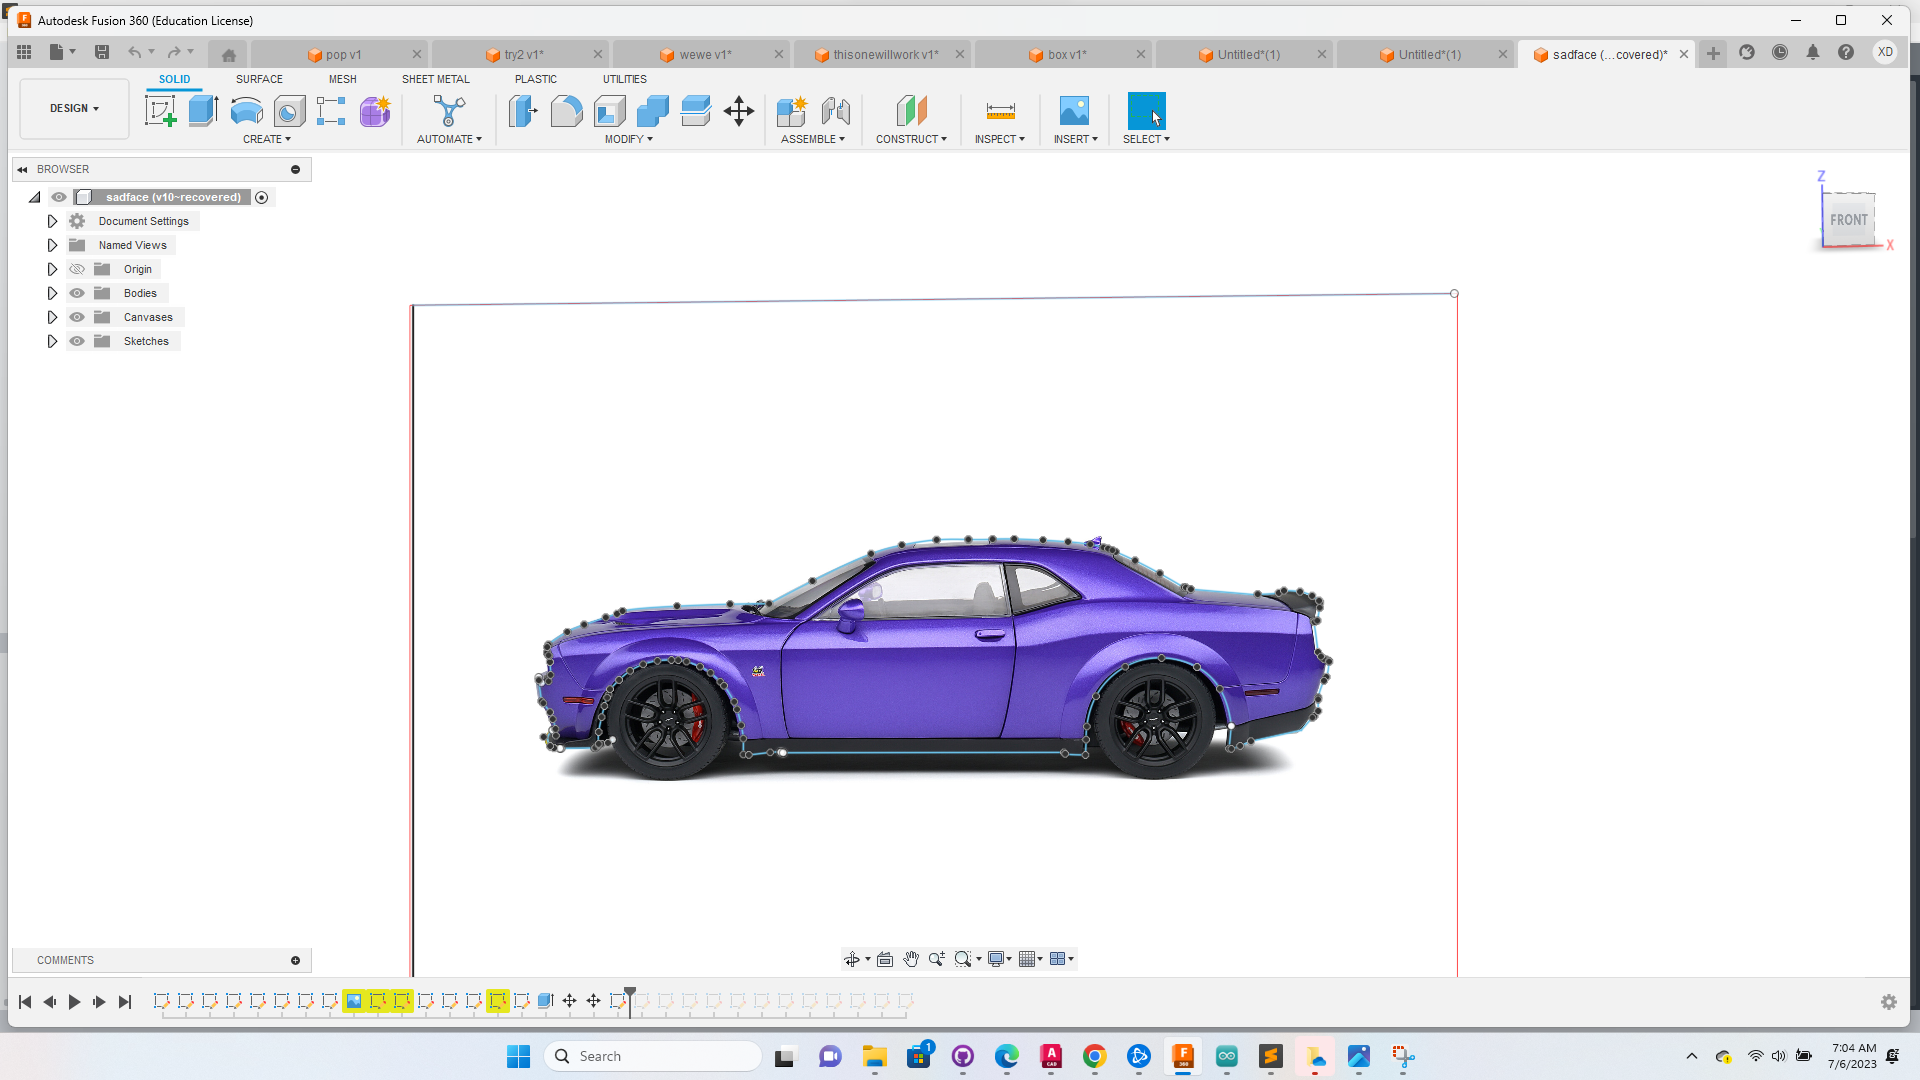 Autodesk Fusion 360 (Education License)
pop v1
try2 v1*
wewe v1*
thisonewillwork v1*
box v1*
Untitled*(1)
Untitled*(1)
sadface (...covered)*
XD
SOLID
SURFACE
MESH
SHEET METAL
PLASTIC
UTILITIES
DESIGN
CREATE
AUTOMATE
MODIFY
ASSEMBLE
CONSTRUCT
INSPECT
INSERT
SELECT
BROWSER
sadface (v10~recovered)
Document Settings
Named Views
Origin
Bodies
Canvases
Sketches
Z
FRONT
X
COMMENTS
Search
1
A
CAD
F
360
7:04 AM
7/6/2023